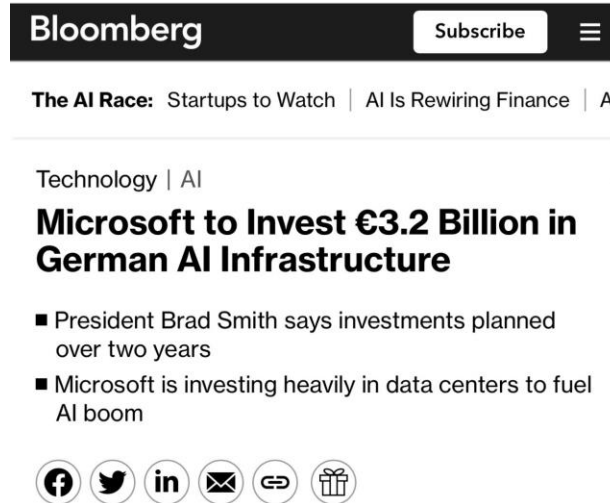 Bloomberg
Subscribe
The AI Race: Startups to Watch | AI Is Rewiring Finance | A
Technology | AI
Microsoft to Invest €3.2 Billion in
German AI Infrastructure
■ President Brad Smith says investments planned
over two years
■ Microsoft is investing heavily in data centers to fuel
AI boom